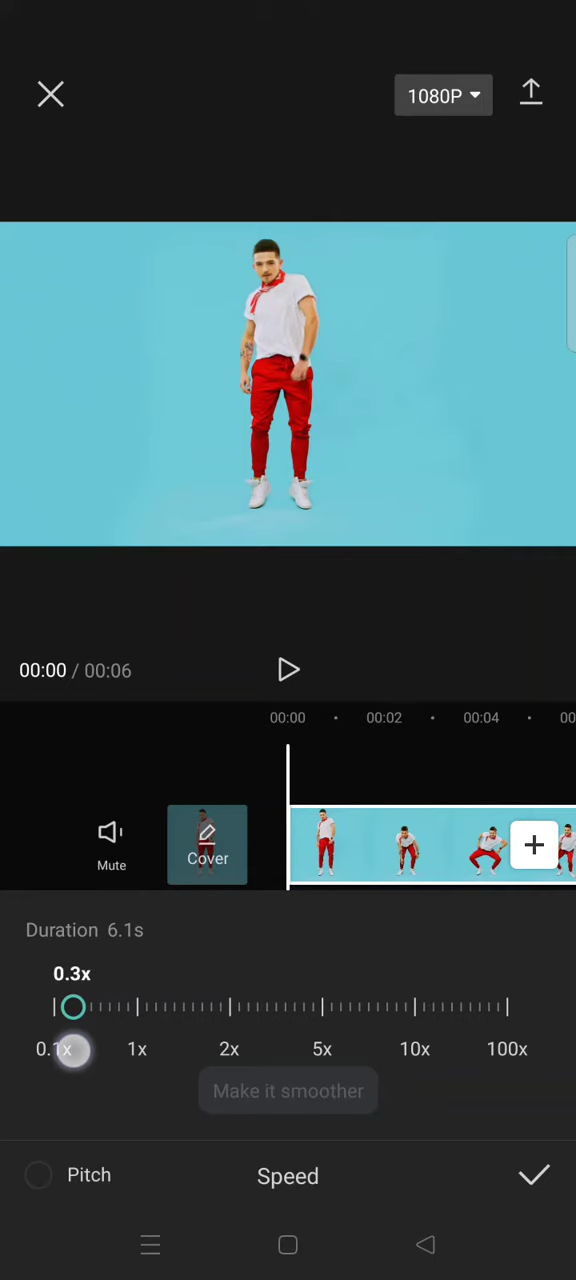 1080P
00:00 / 00:06
00:00 00:02 00:04 00
Mute
Cover
Duration 6.1s
0.3x
0.1x 1x 2x 5x 10x 100x
Make it smoother
Pitch
Speed